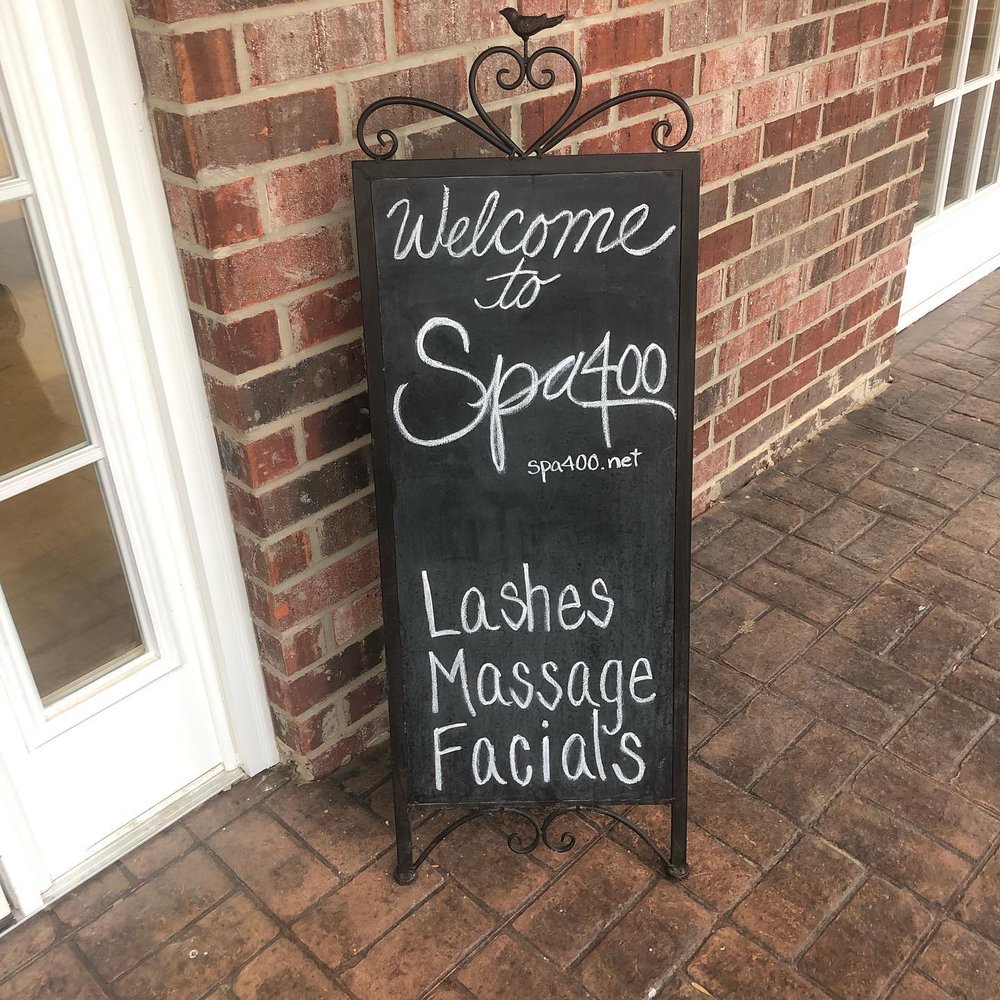 Welcome
to
Spa400
spa400.net
Lashes
Massage
Facials